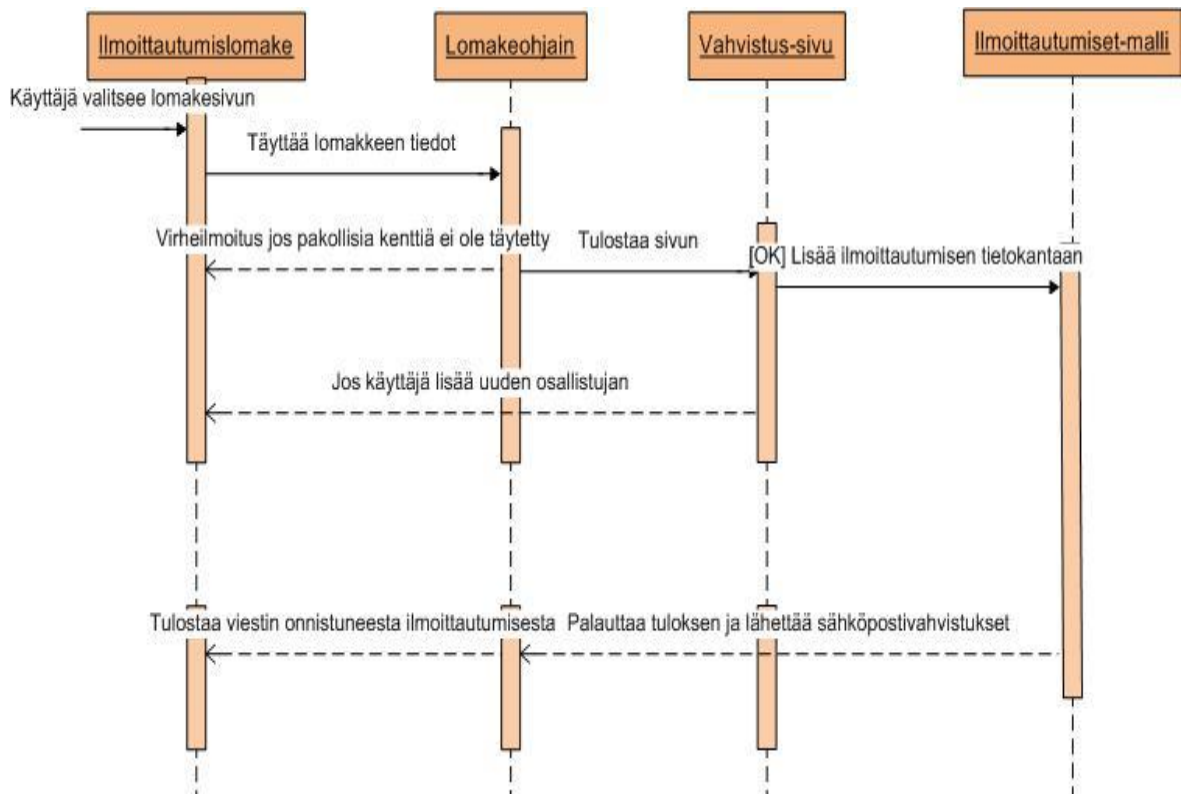 Ilmoittautumislomake
Lomakeohjain
Vahvistus-sivu
Ilmoittautumiset-malli
Käyttäjä valitsee lomakesivun
Täyttää lomakkeen tiedot
Virheilmoitus jos pakollisia kenttiä ei ole täytetty
Tulostaa sivun
[OK] Lisää ilmoittautumisen tietokantaan
Jos käyttäjä lisää uuden osallistujan
Tulostaa viestin onnistuneesta ilmoittautumisesta
Palauttaa tuloksen ja lähettää sähköpostivahvistukset